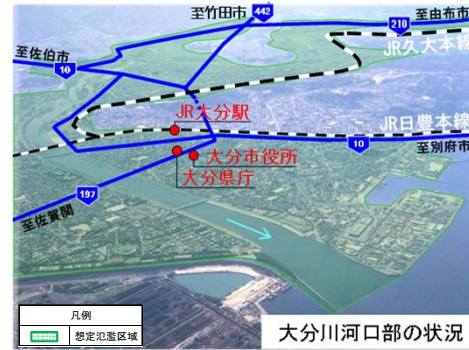 至竹田市
442
210
至由布市
JR久大本線
至佐伯市
10
JR大分駅
JR日豊本線
10
至別府市
大分市役所
大分県庁
197
至佐賀関
凡例
想定氾濫区域
大分川河口部の状況